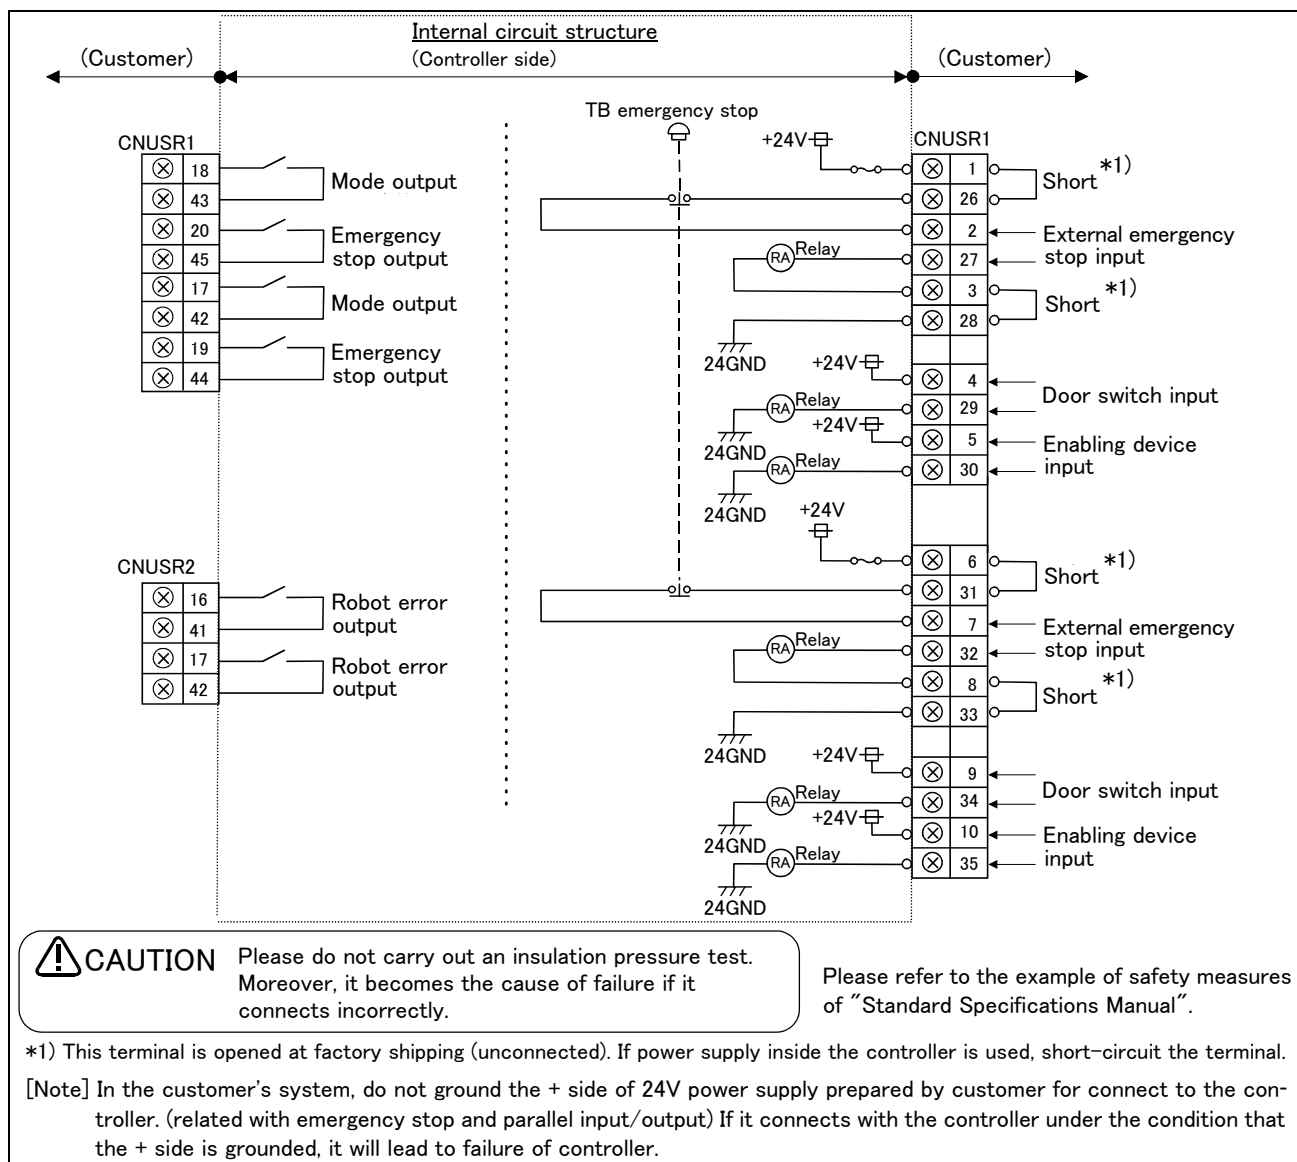 Internal circuit structure
(Customer)
(Controller side)
(Customer)
TB emergency stop
CNUSR1
18
Mode output
43
20
Emergency
stop output
45
17
Mode output
42
19
Emergency
stop output
44
CNUSR2
16
Robot error
output
41
17
Robot error
output
42
+24V
CNUSR1
1
Short *1)
26
2
External emergency
stop input
RA Relay
27
3
Short *1)
28
24GND
+24V
4
Door switch input
RA Relay
29
24GND
+24V
5
Enabling device
input
RA Relay
30
24GND
+24V
6
Short *1)
31
7
External emergency
stop input
RA Relay
32
8
Short *1)
33
24GND
+24V
9
Door switch input
RA Relay
34
24GND
+24V
10
Enabling device
input
RA Relay
35
24GND
CAUTION
Please do not carry out an insulation pressure test.
Moreover, it becomes the cause of failure if it
connects incorrectly.
Please refer to the example of safety measures
of "Standard Specifications Manual".
*1) This terminal is opened at factory shipping (unconnected). If power supply inside the controller is used, short-circuit the terminal.
[Note] In the customer's system, do not ground the + side of 24V power supply prepared by customer for connect to the con-
troller. (related with emergency stop and parallel input/output) If it connects with the controller under the condition that
the + side is grounded, it will lead to failure of controller.